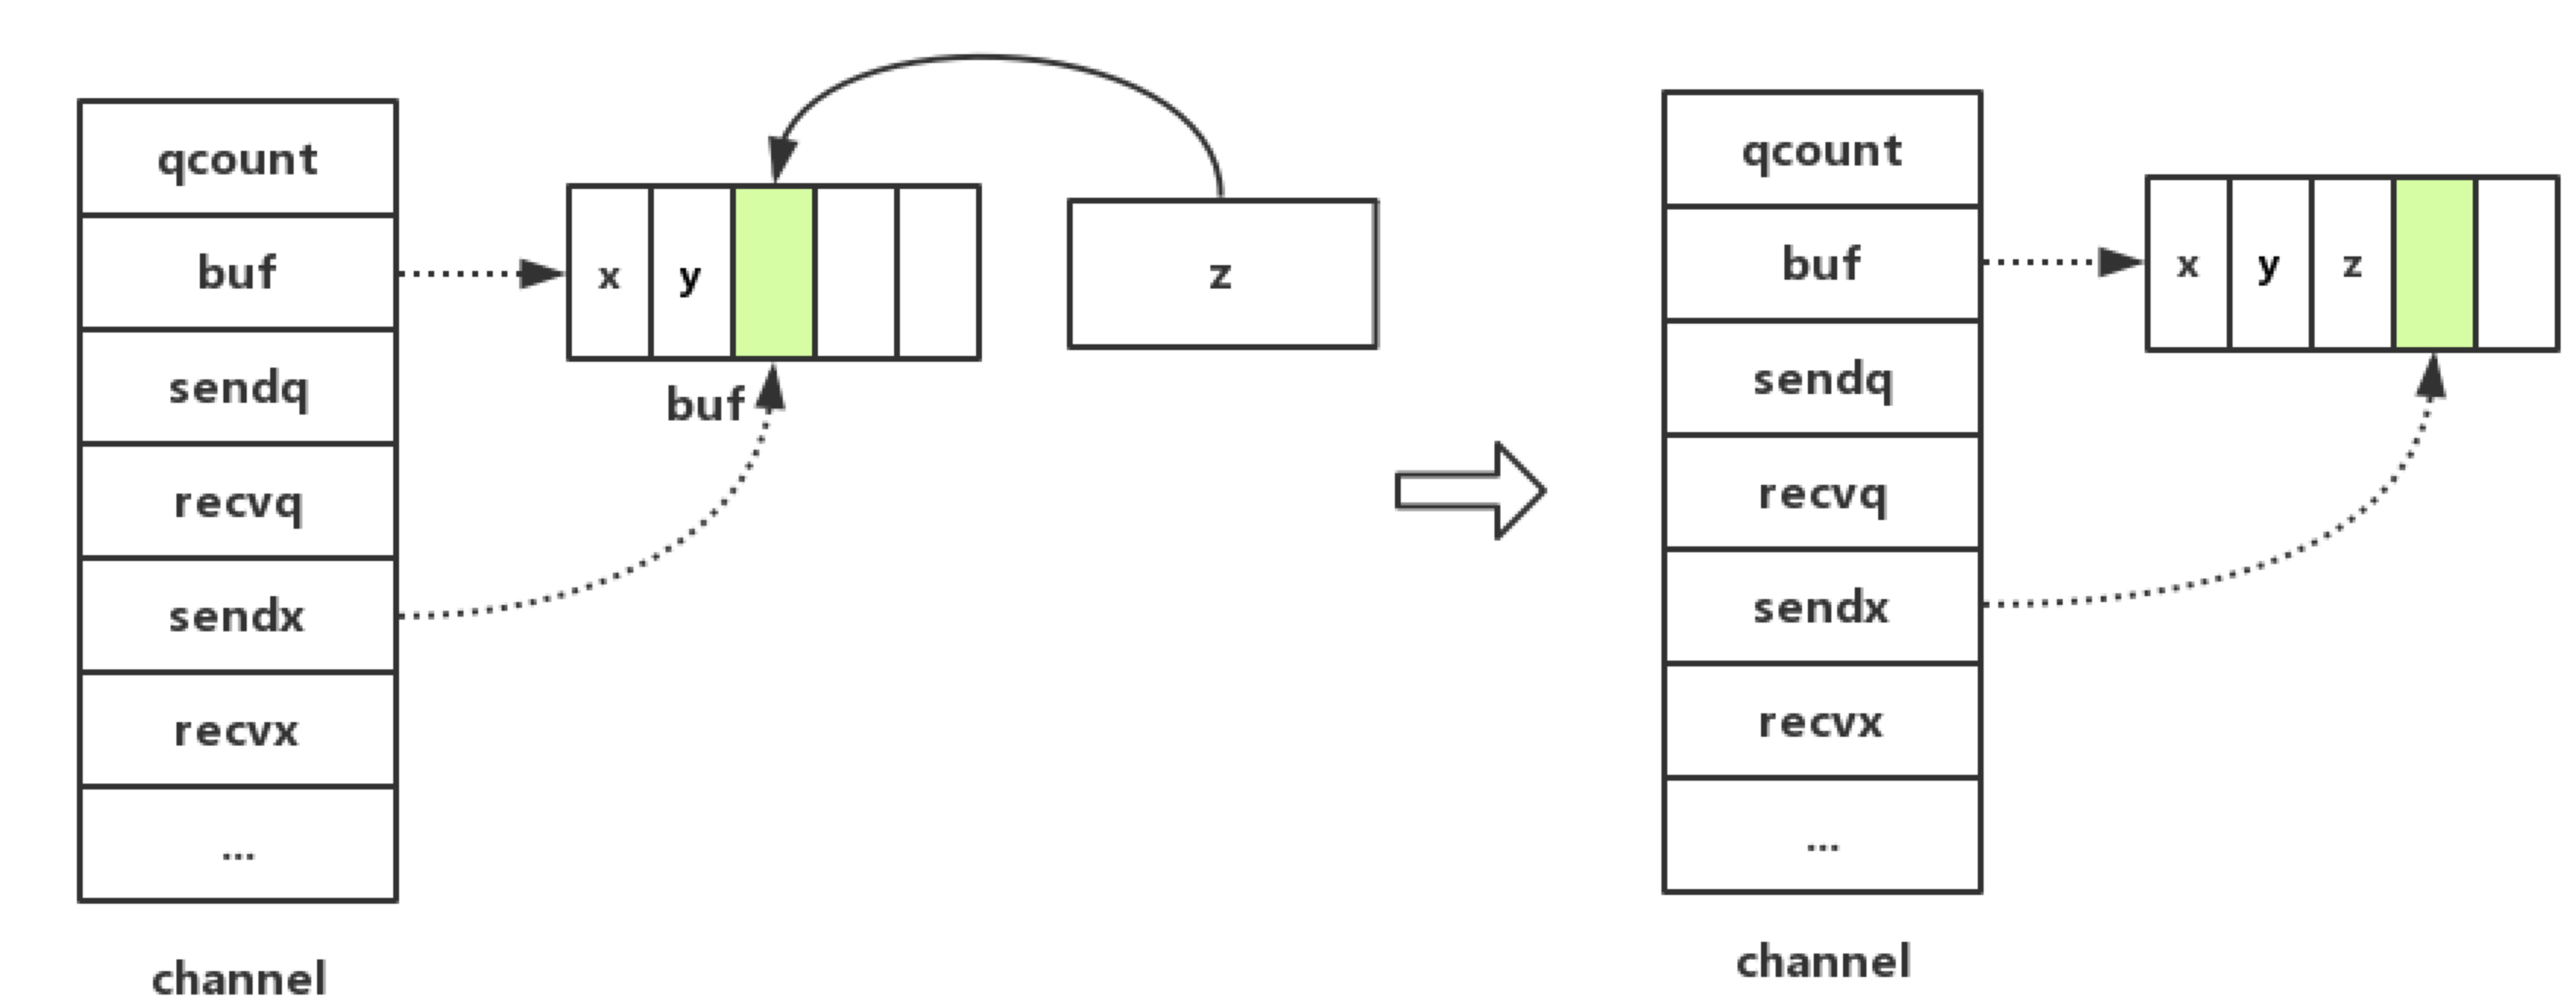 qcount
buf
sendq
recvq
sendx
recvx
...
channel
x y
buf
z
qcount
buf
sendq
recvq
sendx
recvx
...
channel
x y z